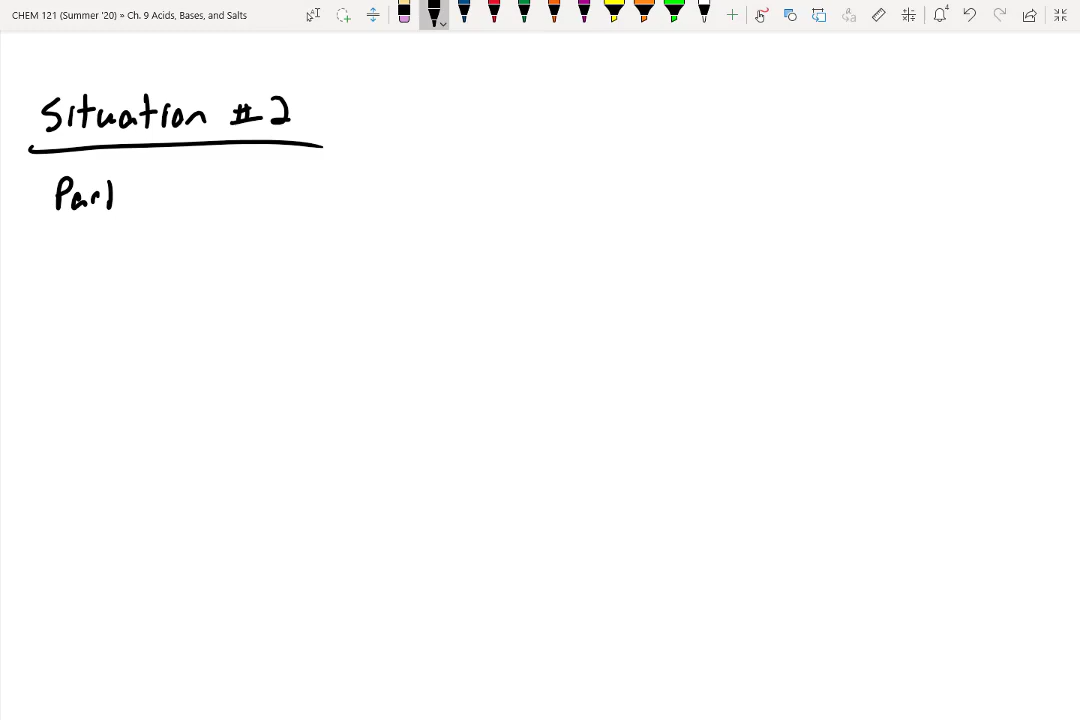 CHEM 121 (Summer '20) » Ch. 9 Acids, Bases, and Salts
Situation #2
Parl